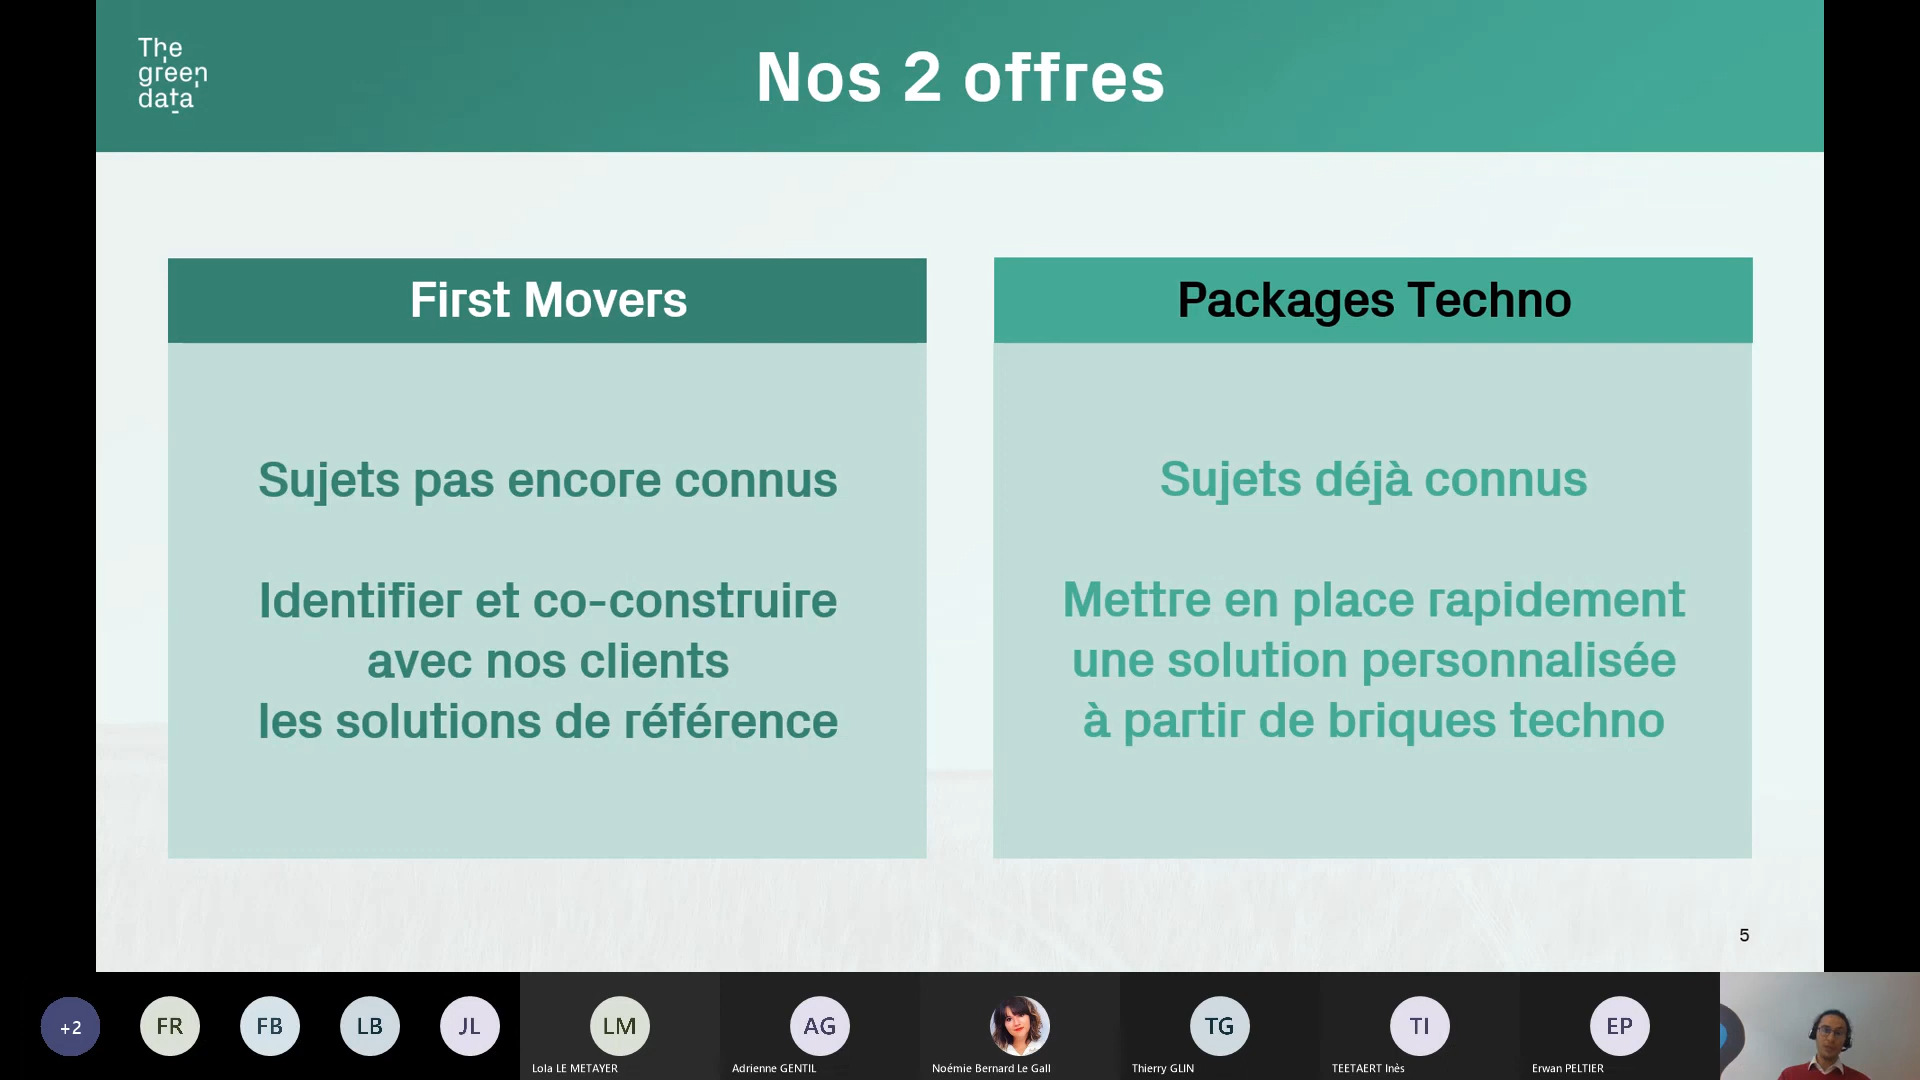 The
green
data
Nos 2 offres
First Movers
Sujets pas encore connus
Identifier et co-construire
avec nos clients
les solutions de référence
Packages Techno
Sujets déjà connus
Mettre en place rapidement
une solution personnalisée
à partir de briques techno
5
+2
FR
FB
LB
JL
LM
Lola LE METAYER
AG
Adrienne GENTIL
Noémie Bernard Le Gall
TG
Thierry GLIN
TI
TEETAERT Inès
EP
Erwan PELTIER